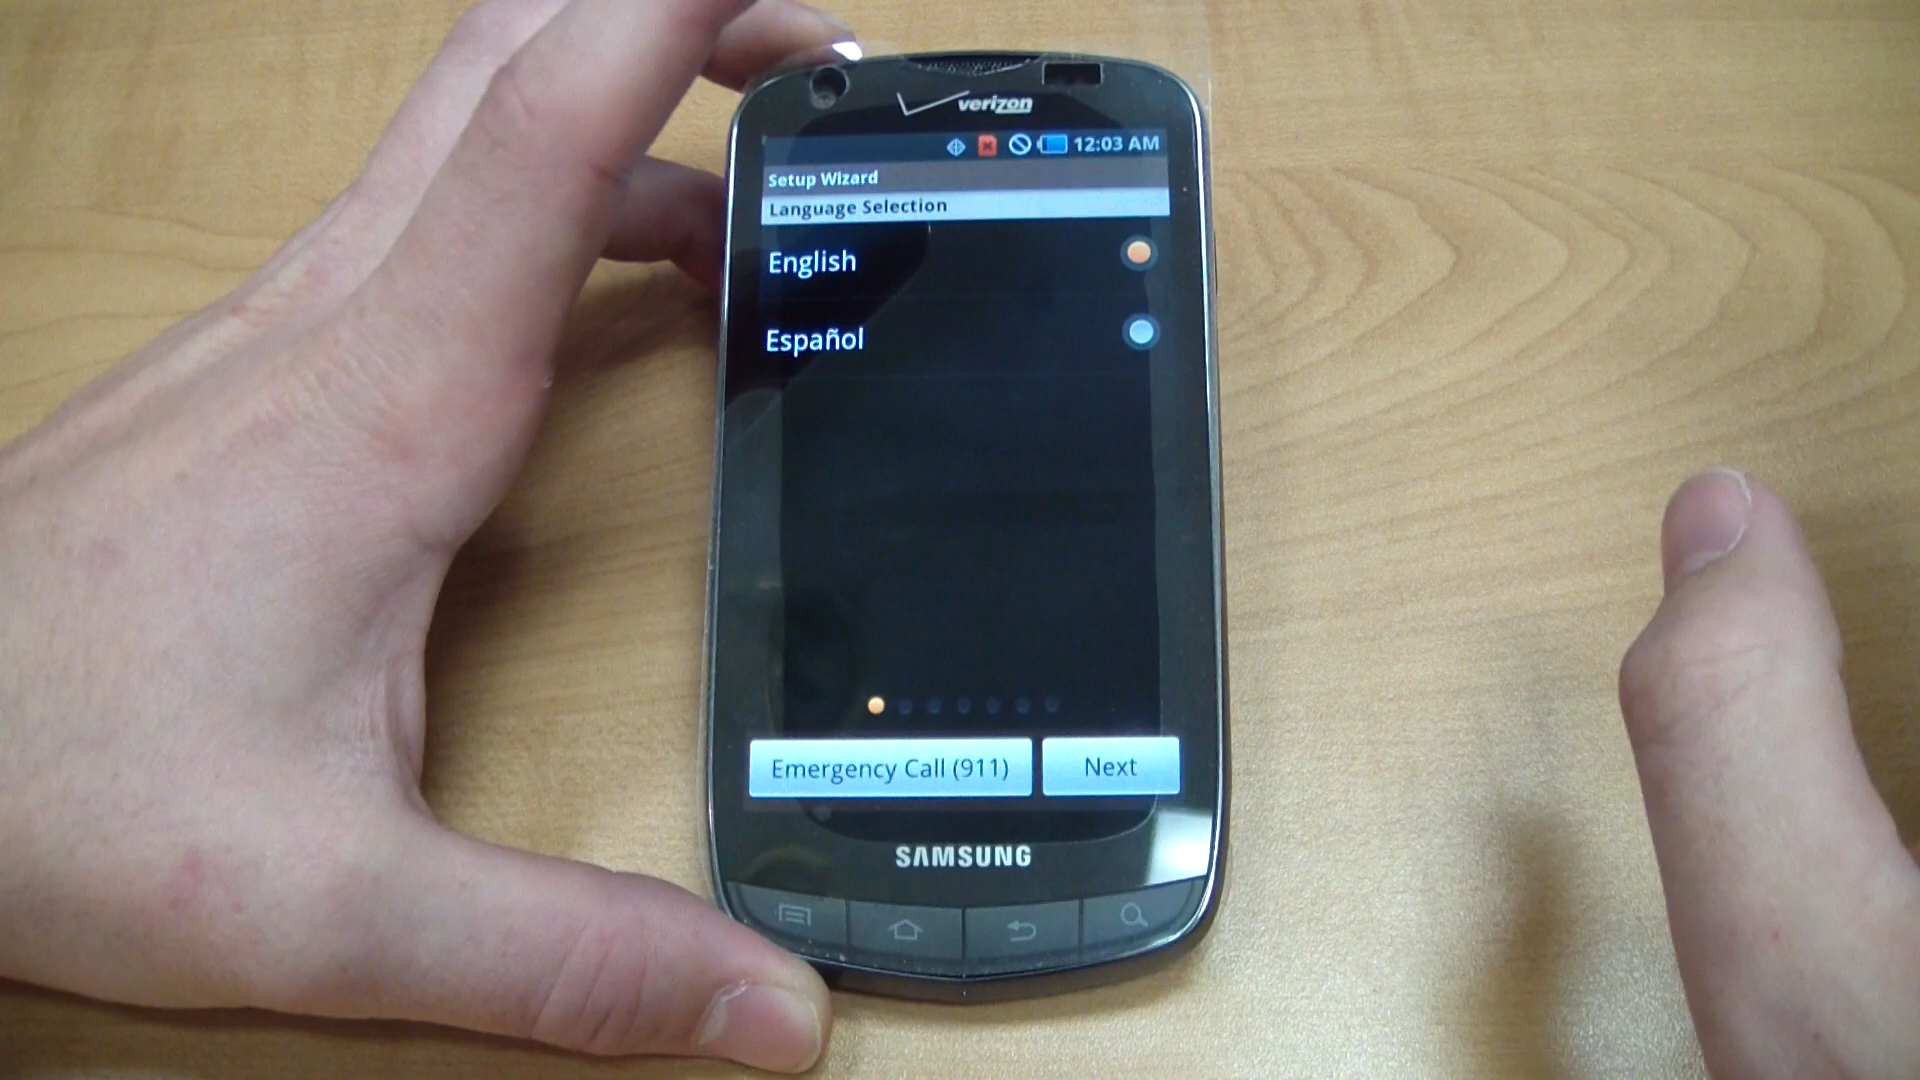 verizon
12:03 AM
Setup Wizard
Language Selection
English
Español
Emergency Call (911)
Next
SAMSUNG